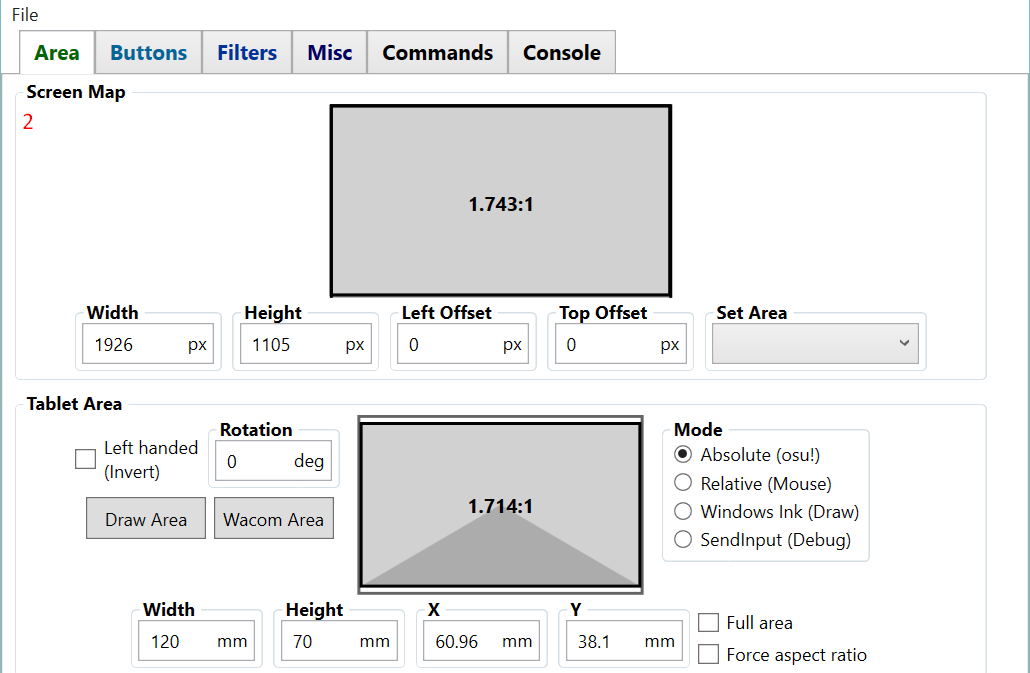 File
Area Buttons Filters Misc Commands Console
Screen Map
2
1.743:1
Width Height Left Offset Top Offset Set Area
1926 px 1105 px 0 px 0 px
Tablet Area
Left handed
(Invert)
Rotation
0 deg
Draw Area Wacom Area
1.714:1
Mode
Absolute (osu!)
Relative (Mouse)
Windows Ink (Draw)
SendInput (Debug)
Width Height X Y
120 mm 70 mm 60.96 mm 38.1 mm
Full area
Force aspect ratio